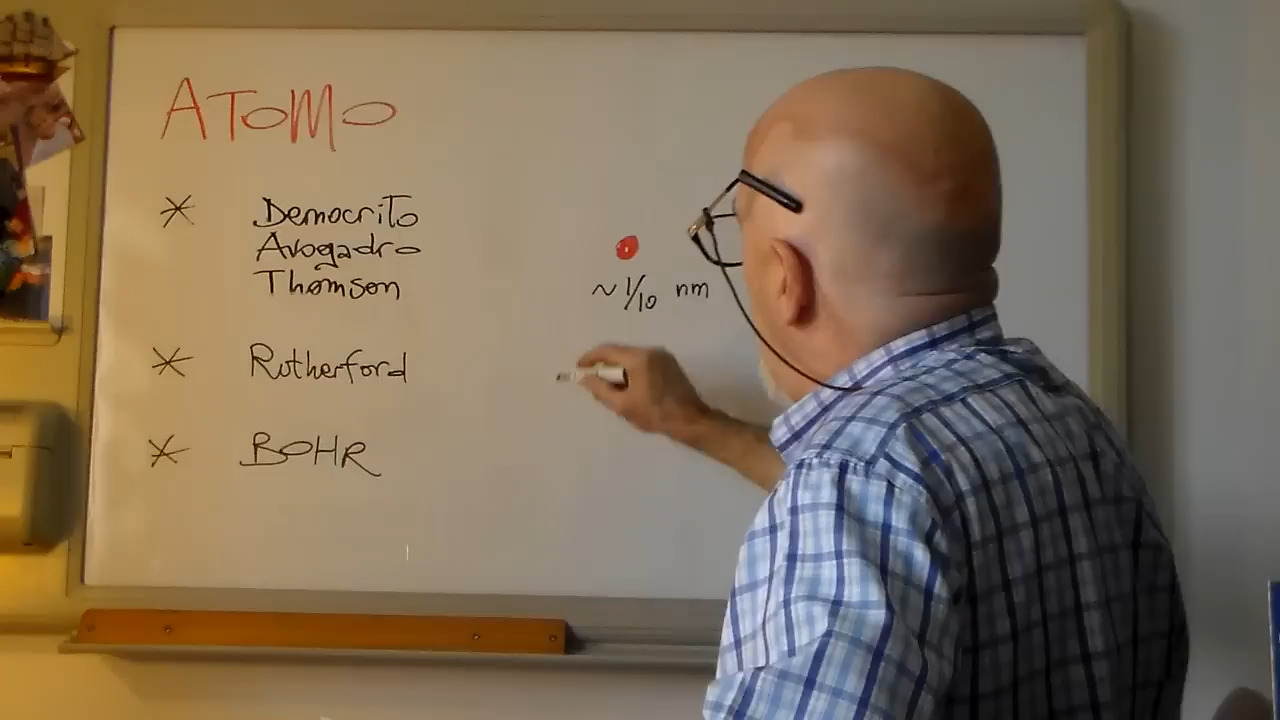 ATOMO
* Democrito
Avogadro
Thomson
~ 1/10 nm
* Rutherford
* BOHR